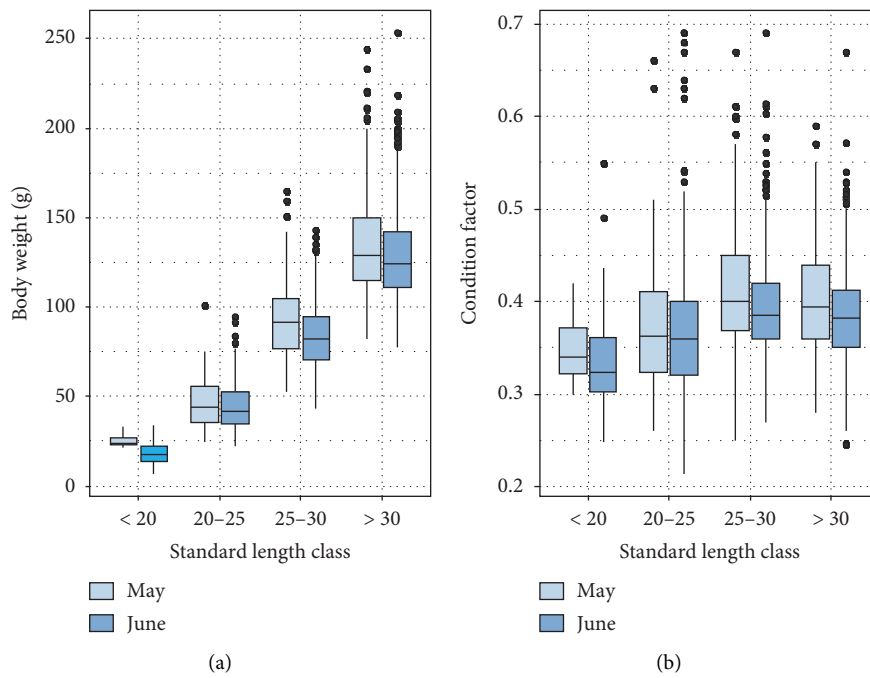 250
200
150
100
50
0
Body weight (g)
< 20
20–25
25–30
> 30
Standard length class
May
June
(a)
0.7
0.6
0.5
0.4
0.3
0.2
Condition factor
< 20
20–25
25–30
> 30
Standard length class
May
June
(b)